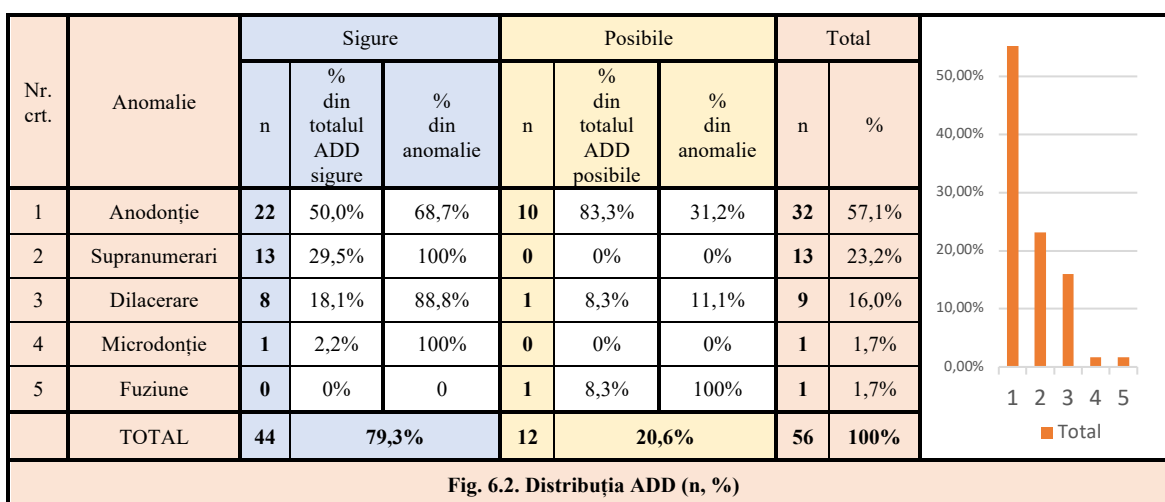 Nr. crt. Anomalie Sigure Posibile Total
n % din totalul ADD sigure % din anomalie n % din totalul ADD posibile % din anomalie n %
1 Anodonție 22 50,0% 68,7% 10 83,3% 31,2% 32 57,1%
2 Supranumerari 13 29,5% 100% 0 0% 0% 13 23,2%
3 Dilacerare 8 18,1% 88,8% 1 8,3% 11,1% 9 16,0%
4 Microdonție 1 2,2% 100% 0 0% 0% 1 1,7%
5 Fuziune 0 0% 0 1 8,3% 100% 1 1,7%
TOTAL 44 79,3% 12 20,6% 56 100%
50,00%
40,00%
30,00%
20,00%
10,00%
0,00%
1 2 3 4 5
Total
Fig. 6.2. Distribuția ADD (n, %)